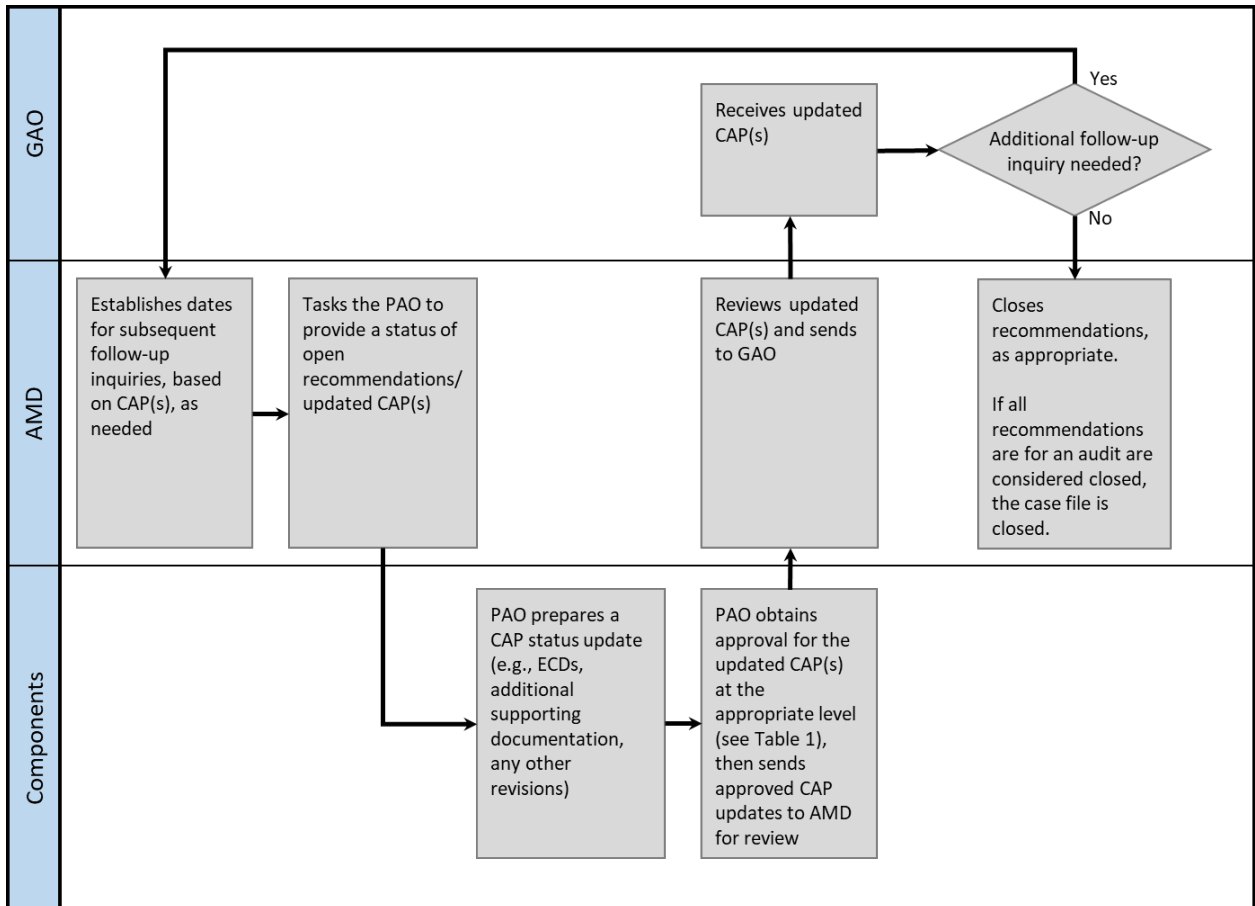 GAO
Receives updated
CAP(s)
Yes
Additional follow-up
inquiry needed?
No
AMD
Establishes dates
for subsequent
follow-up
inquiries, based
on CAP(s), as
needed
Tasks the PAO to
provide a status of
open
recommendations/
updated CAP(s)
Reviews updated
CAP(s) and sends
to GAO
Closes
recommendations,
as appropriate.
If all
recommendations
are for an audit are
considered closed,
the case file is
closed.
Components
PAO prepares a
CAP status update
(e.g., ECDs,
additional
supporting
documentation,
any other
revisions)
PAO obtains
approval for the
updated CAP(s)
at the
appropriate level
(see Table 1),
then sends
approved CAP
updates to AMD
for review